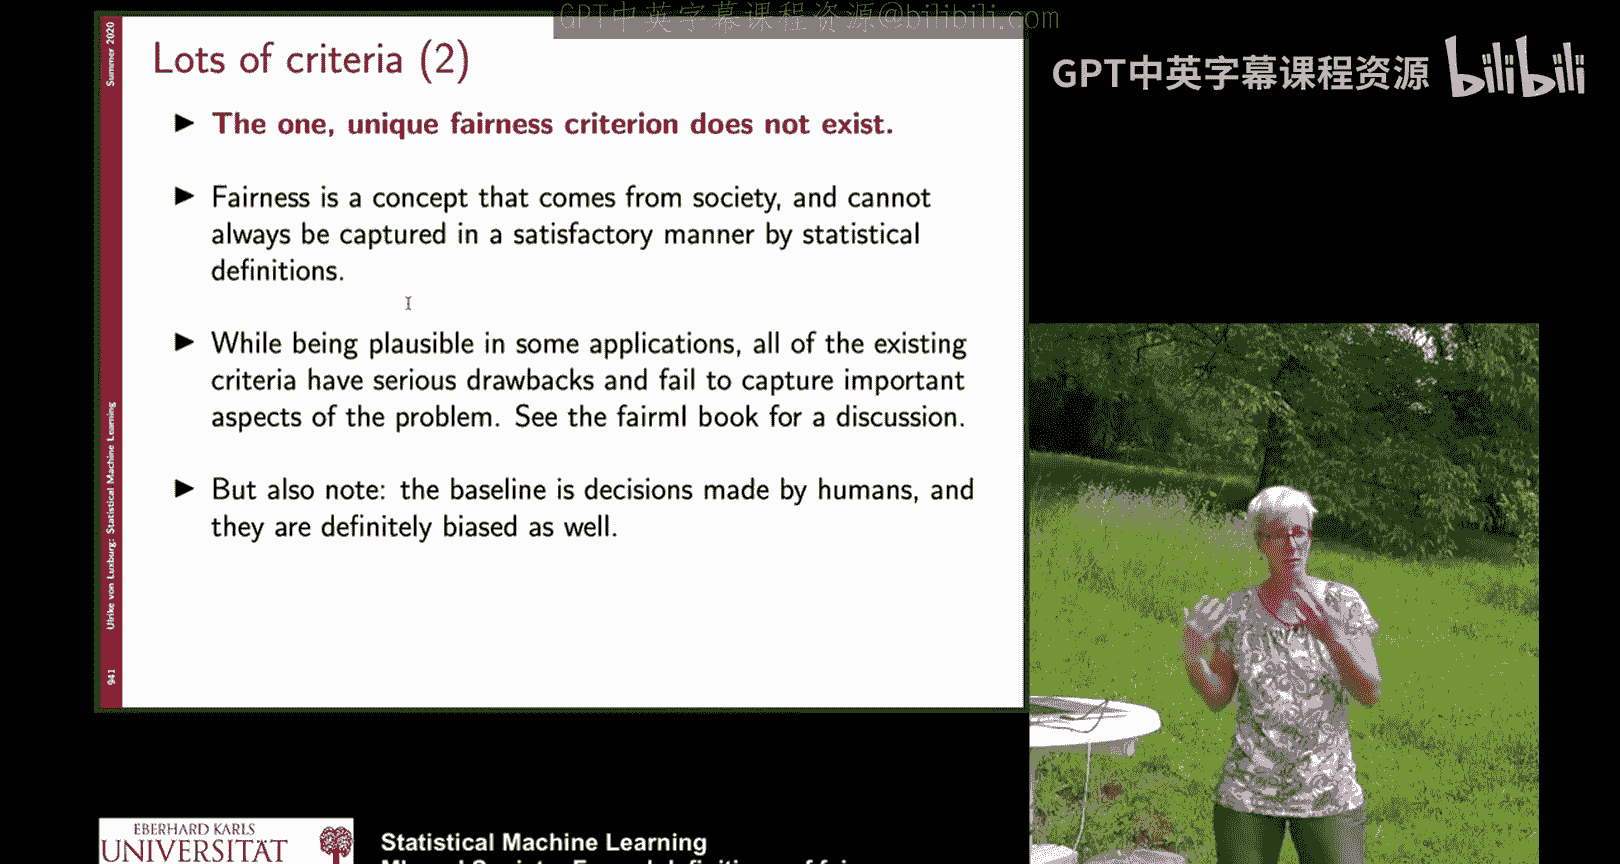 GPT中英字幕课程资源@bilibili.com
GPT中英字幕课程资源 bilibili
Summer 2020
Lots of criteria (2)
► The one, unique fairness criterion does not exist.
► Fairness is a concept that comes from society, and cannot
always be captured in a satisfactory manner by statistical
definitions.
► While being plausible in some applications, all of the existing
criteria have serious drawbacks and fail to capture important
aspects of the problem. See the fairml book for a discussion.
► But also note: the baseline is decisions made by humans, and
they are definitely biased as well.
Ulrike von Luxburg: Statistical Machine Learning
941
EBERHARD KARLS
UNIVERSITÄT
Statistical Machine Learning